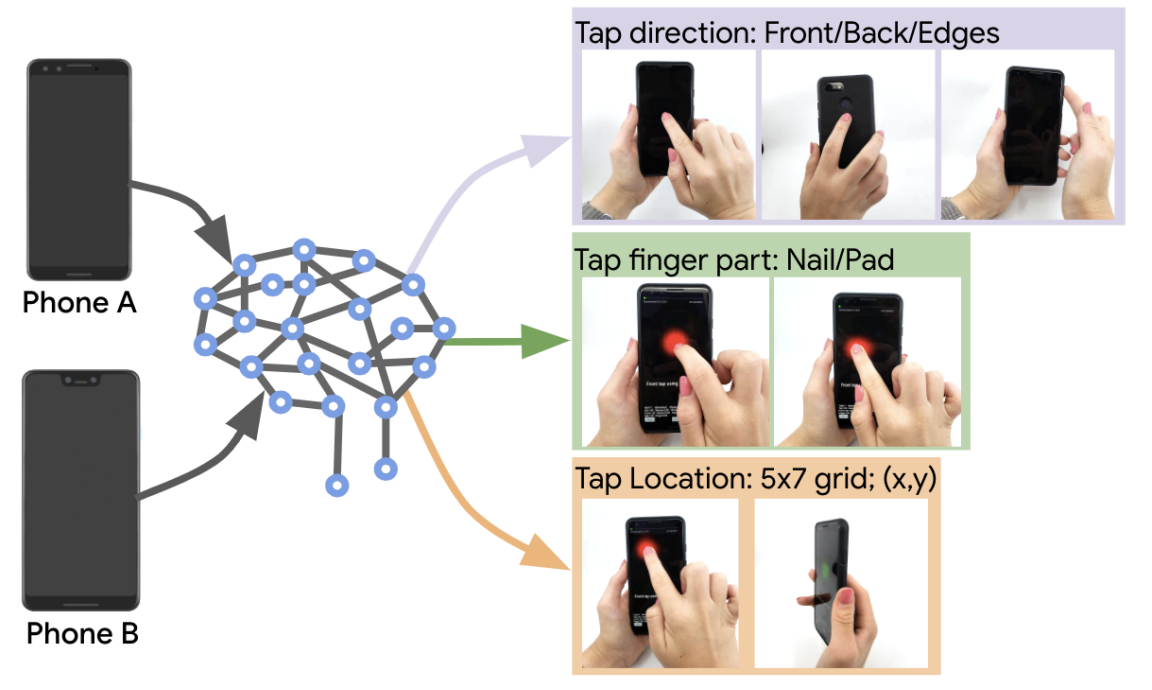 Tap direction: Front/Back/Edges
Phone A
Tap finger part: Nail/Pad
Tap Location: 5x7 grid; (x,y)
Phone B